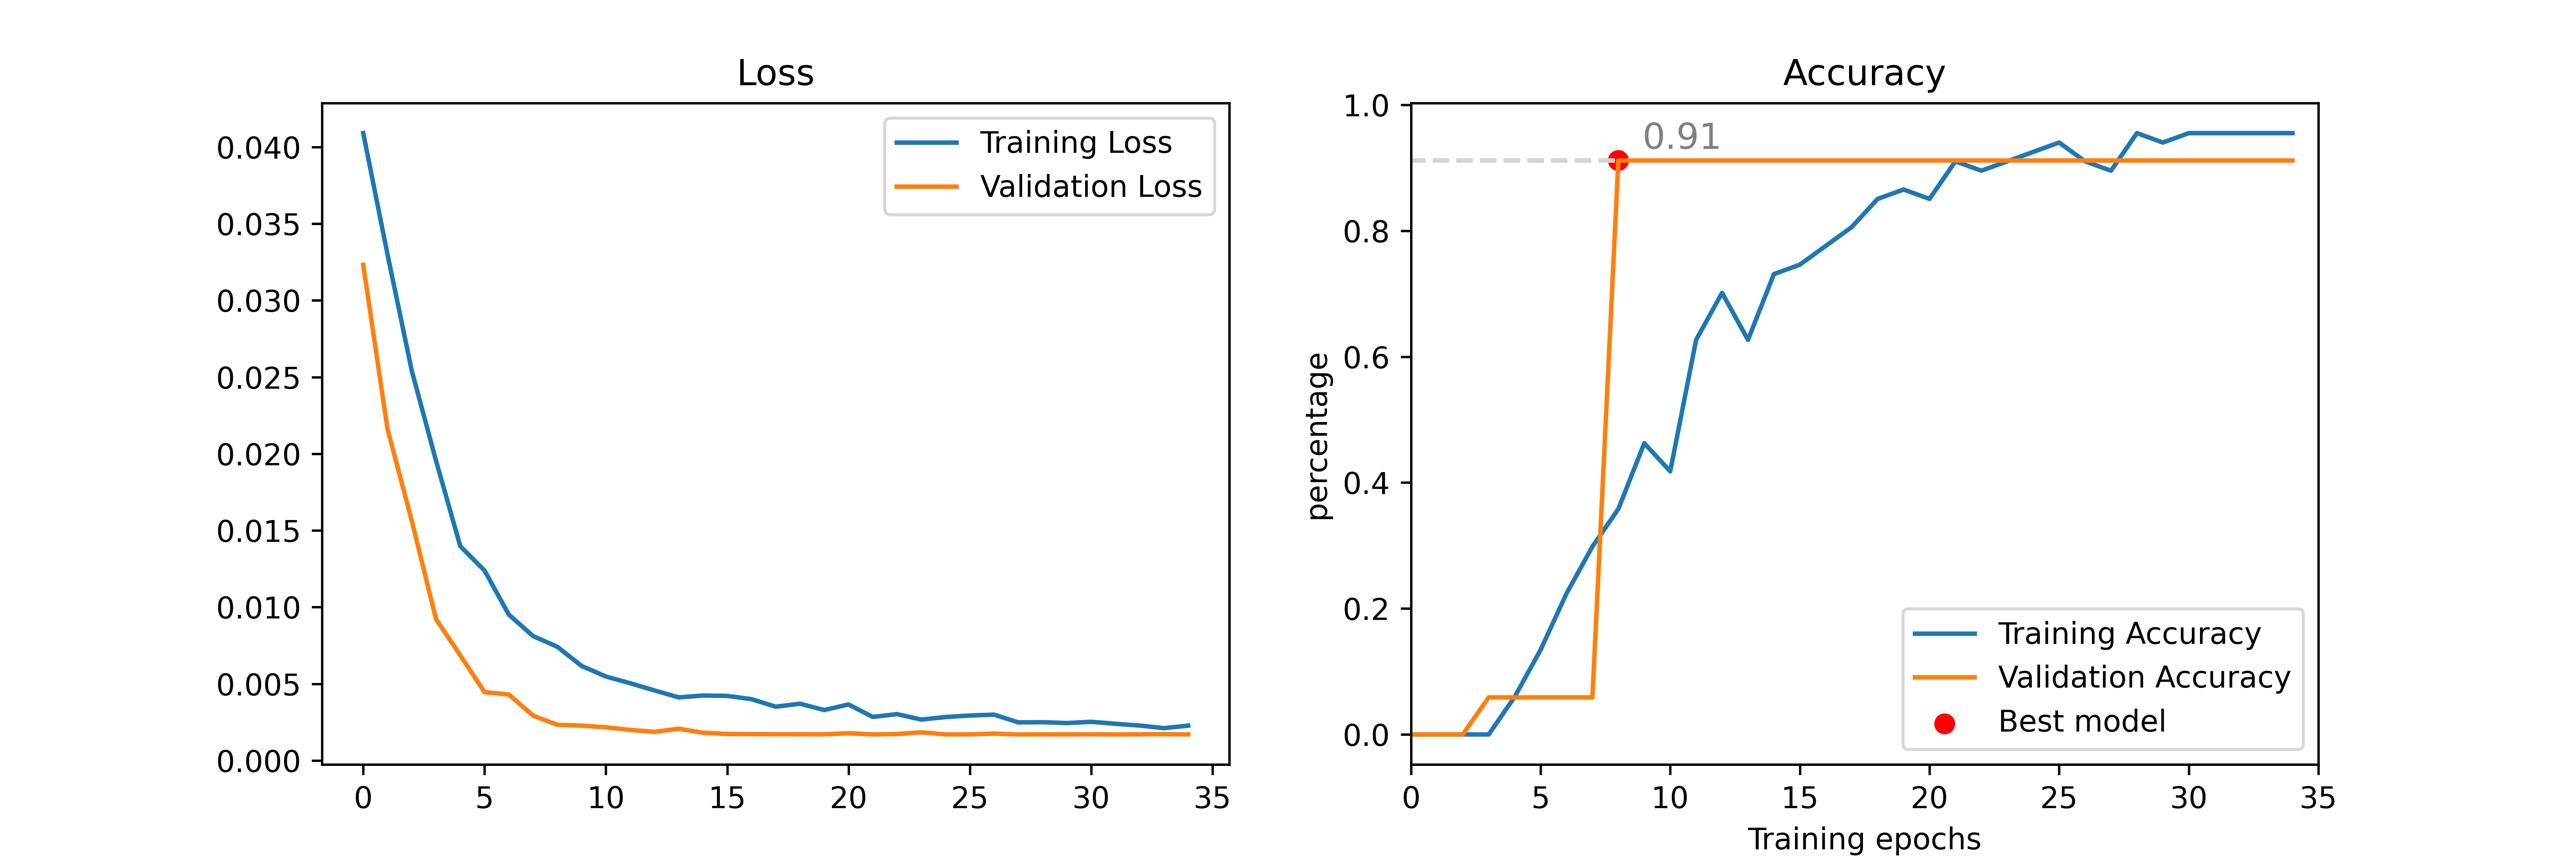 Loss
0.040
0.035
0.030
0.025
0.020
0.015
0.010
0.005
0.000
0 5 10 15 20 25 30 35
Training Loss
Validation Loss
Accuracy
percentage
1.0
0.8
0.6
0.4
0.2
0.0
0.91
Training Accuracy
Validation Accuracy
Best model
0 5 10 15 20 25 30 35
Training epochs